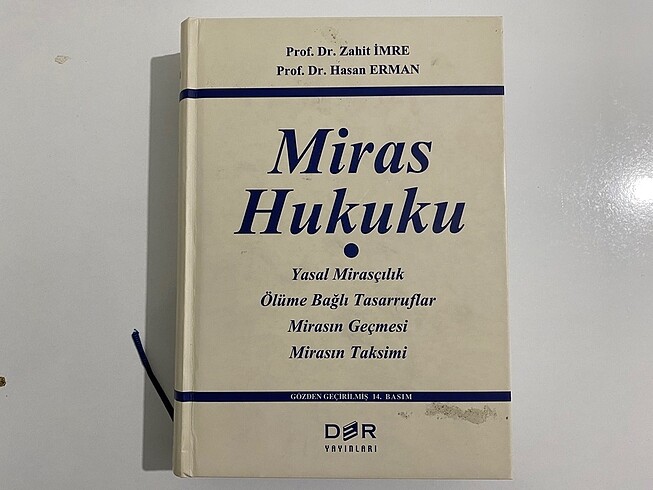 Prof. Dr. Zahit İMRE
Prof. Dr. Hasan ERMAN
Miras
Hukuku
Yasal Mirasçılık
Ölüme Bağlı Tasarruflar
Mirasın Geçmesi
Mirasın Taksimi
GÖZDEN GEÇİRİLMİŞ 14. BASIM
DER
YAYINLARI